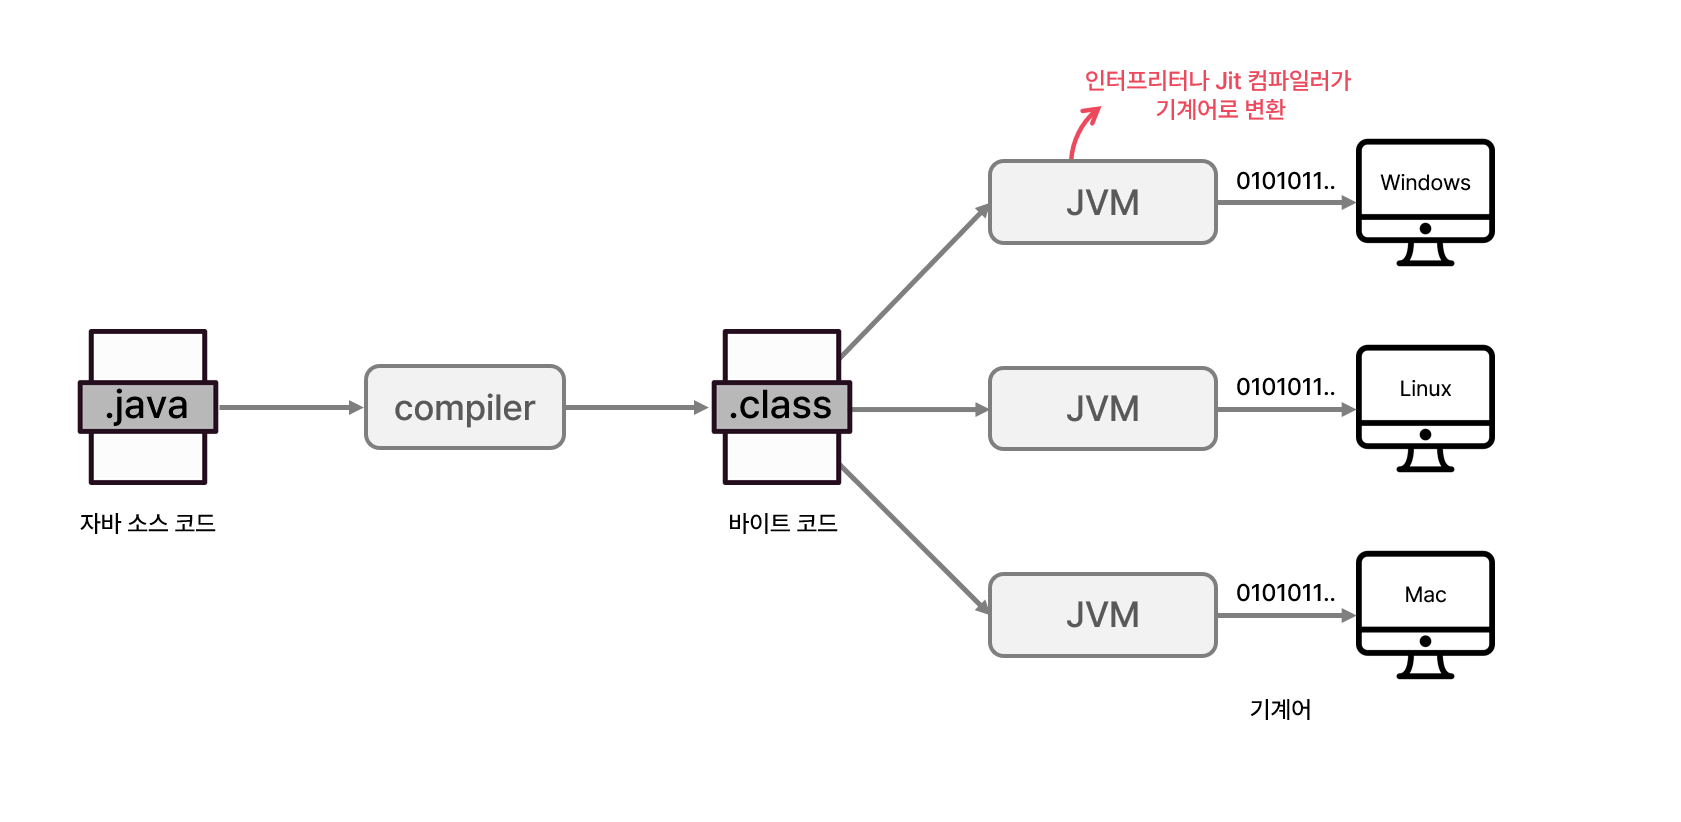 인터프리터나 Jit 컴파일러가
기계어로 변환
JVM
0101011..
Windows
.java
compiler
.class
JVM
0101011..
Linux
자바 소스 코드
바이트 코드
JVM
0101011..
Mac
기계어